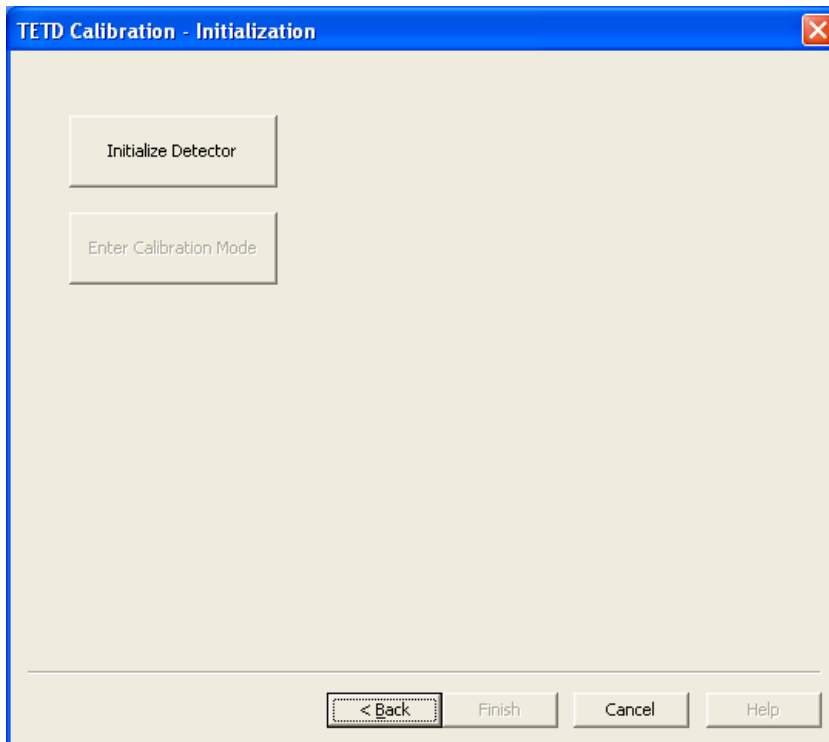 TETD Calibration - Initialization
Initialize Detector
Enter Calibration Mode
< Back Finish Cancel Help